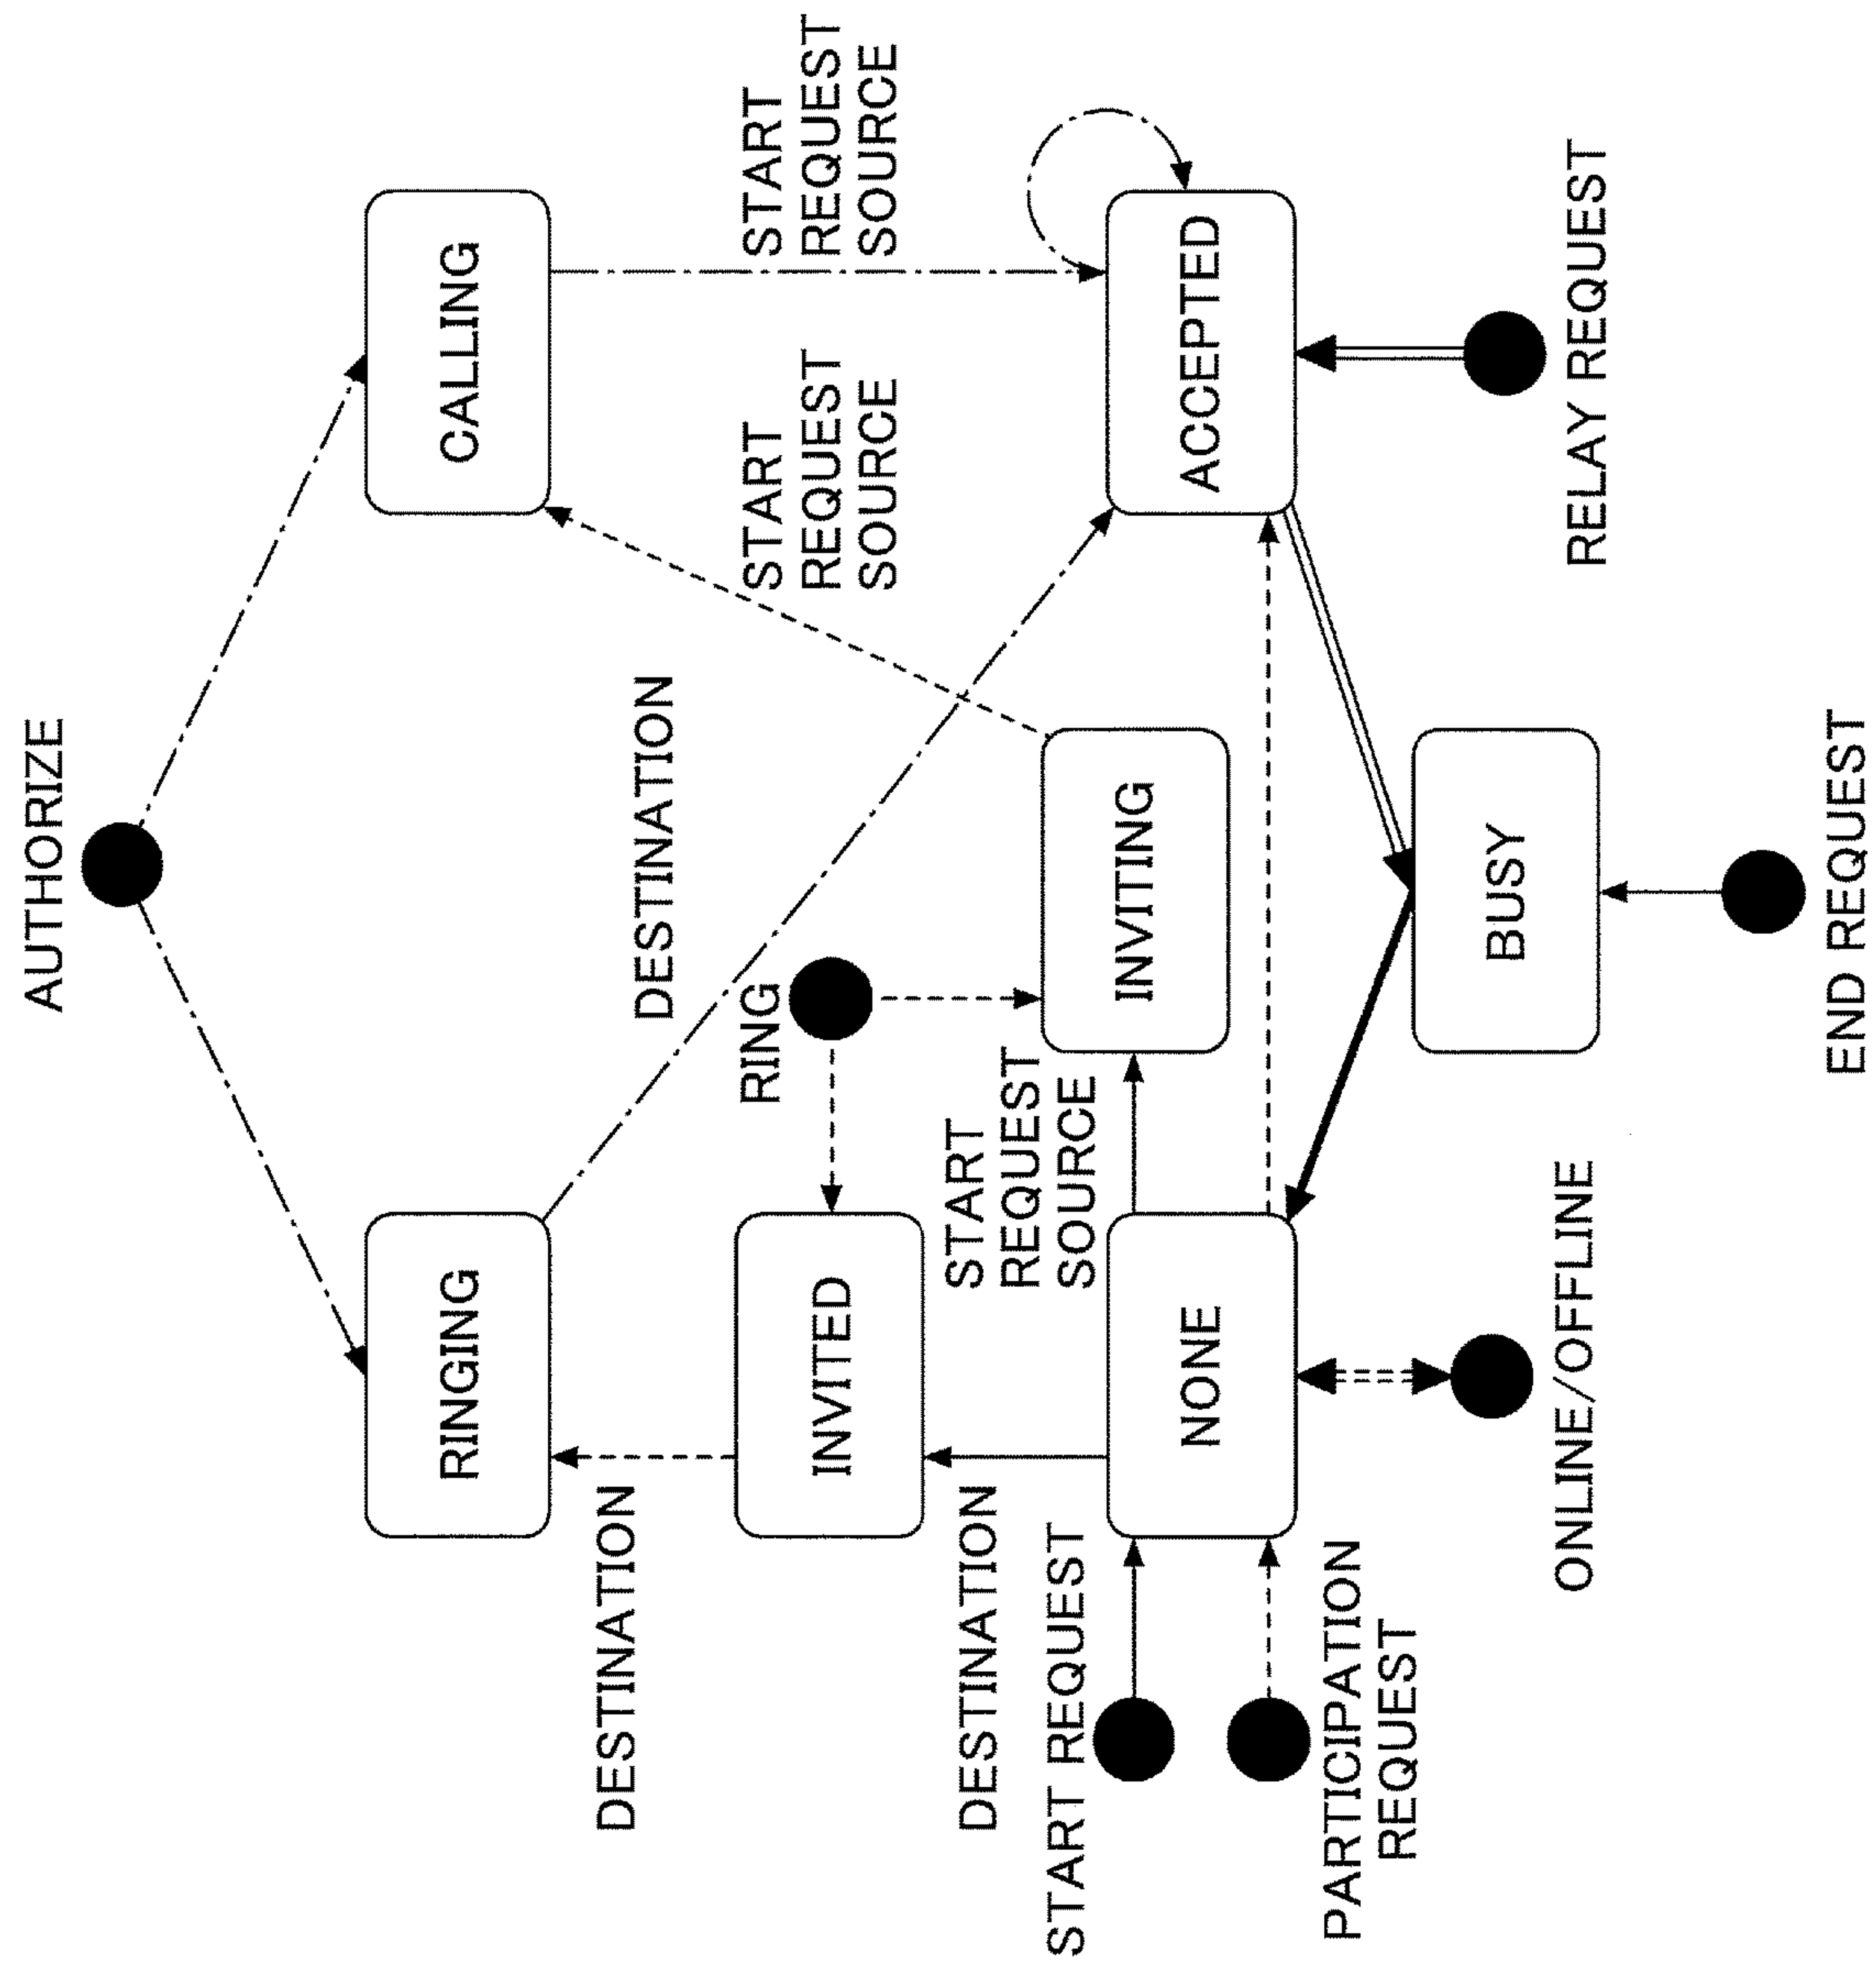 AUTHORIZE
RINGING
CALLING
DESTINATION
DESTINATION
START
REQUEST
SOURCE
START
REQUEST
SOURCE
RING
INVITED
DESTINATION
START
REQUEST
SOURCE
INVITING
START REQUEST
NONE
ACCEPTED
PARTICIPATION
REQUEST
BUSY
ONLINE/OFFLINE
RELAY REQUEST
END REQUEST